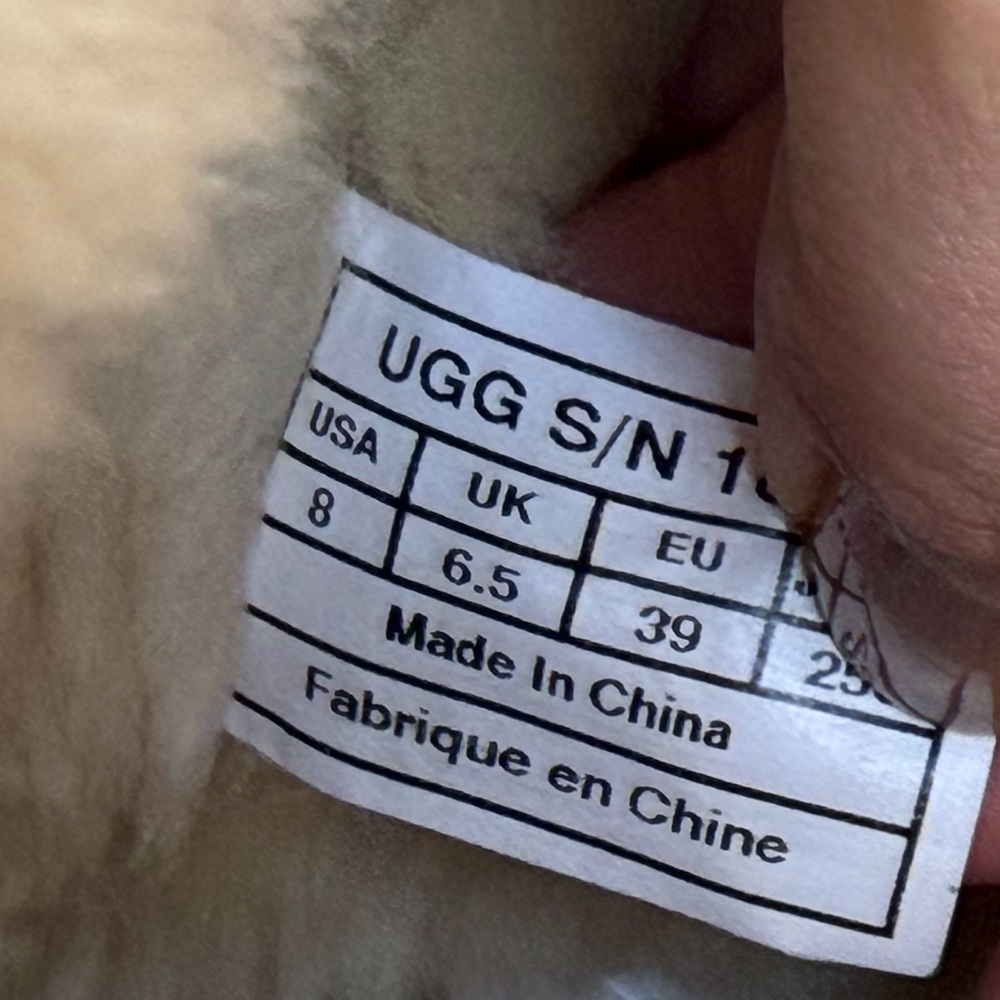 UGG S/N
USA UK EU
8 6.5 39
Made In China
Fabrique en Chine